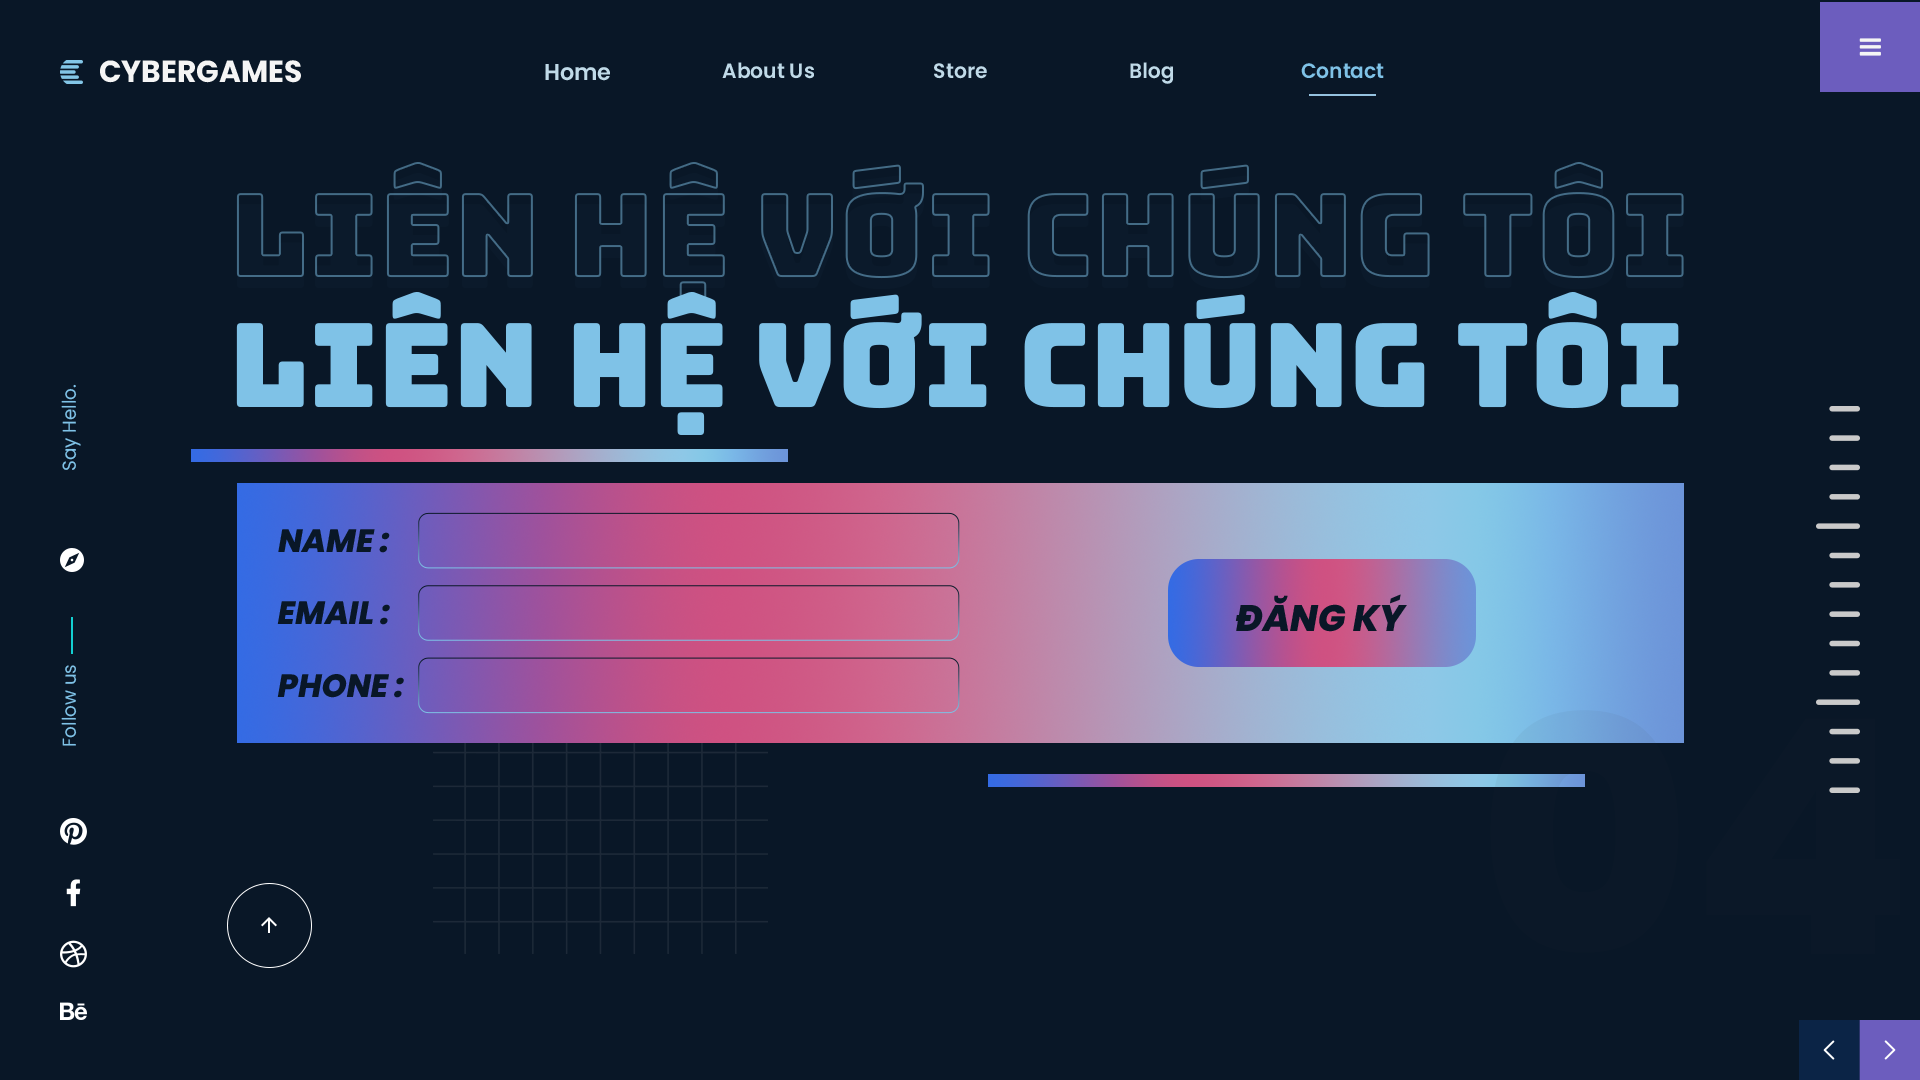 CYBERGAMES
Home
About Us
Store
Blog
Contact
LIÊN HỆ VỚI CHÚNG TÔI
LIÊN HỆ VỚI CHÚNG TÔI
Say Hello.
Follow us
NAME :
EMAIL :
PHONE :
ĐĂNG KÝ
04
Bē